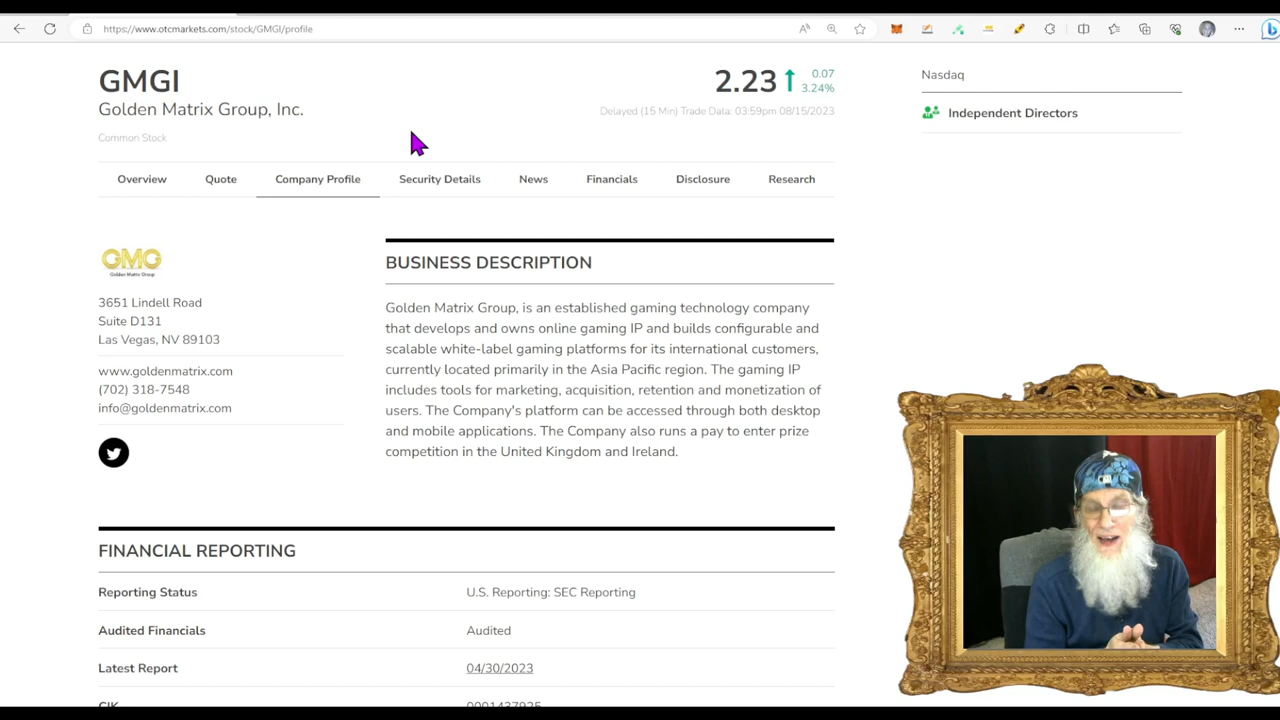 https://www.otcmarkets.com/stock/GMGI/profile
GMGI
Golden Matrix Group, Inc.
Common Stock
2.23
0.07
3.24%
Delayed (15 Min) Trade Data: 03:59pm 08/15/2023
Nasdaq
Independent Directors
Overview Quote Company Profile Security Details News Financials Disclosure Research
GMG
Golden Matrix Group
3651 Lindell Road
Suite D131
Las Vegas, NV 89103
www.goldenmatrix.com
(702) 318-7548
info@goldenmatrix.com
BUSINESS DESCRIPTION
Golden Matrix Group, is an established gaming technology company
that develops and owns online gaming IP and builds configurable and
scalable white-label gaming platforms for its international customers,
currently located primarily in the Asia Pacific region. The gaming IP
includes tools for marketing, acquisition, retention and monetization of
users. The Company's platform can be accessed through both desktop
and mobile applications. The Company also runs a pay to enter prize
competition in the United Kingdom and Ireland.
FINANCIAL REPORTING
Reporting Status U.S. Reporting: SEC Reporting
Audited Financials Audited
Latest Report 04/30/2023
CIK 0001437925